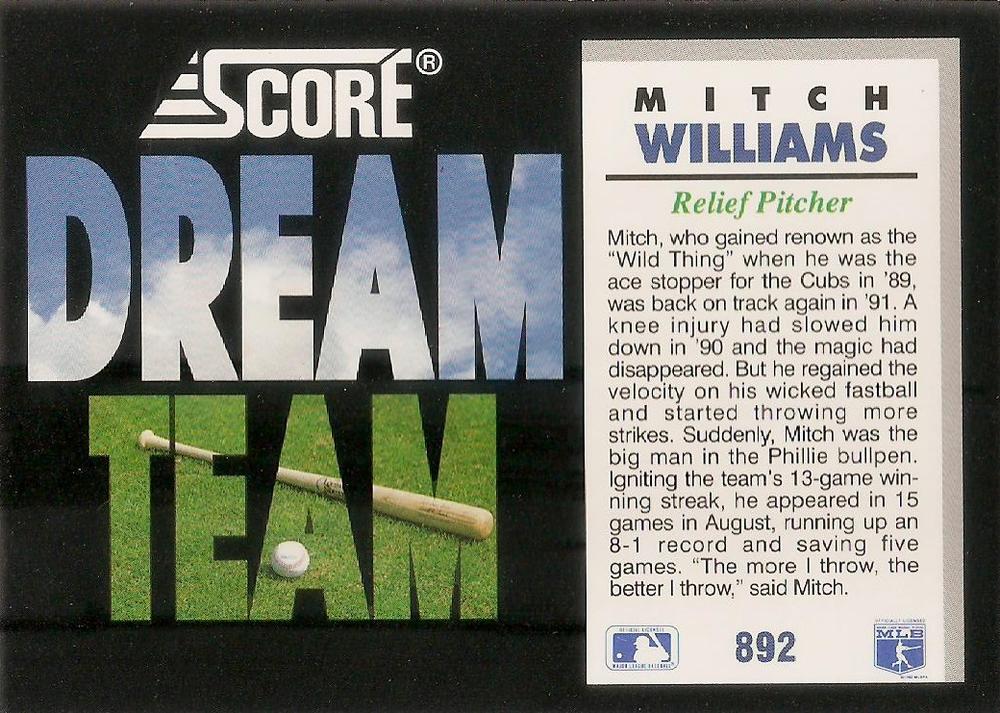 SCORE®
DREAM
TEAM
MITCH
WILLIAMS
Relief Pitcher
Mitch, who gained renown as the
"Wild Thing" when he was the
ace stopper for the Cubs in '89,
was back on track again in '91. A
knee injury had slowed him
down in '90 and the magic had
disappeared. But he regained the
velocity on his wicked fastball
and started throwing more
strikes. Suddenly, Mitch was the
big man in the Phillie bullpen.
Igniting the team's 13-game win-
ning streak, he appeared in 15
games in August, running up an
8-1 record and saving five
games. "The more I throw, the
better I throw," said Mitch.
892
MAJOR LEAGUE BASEBALL
MLB